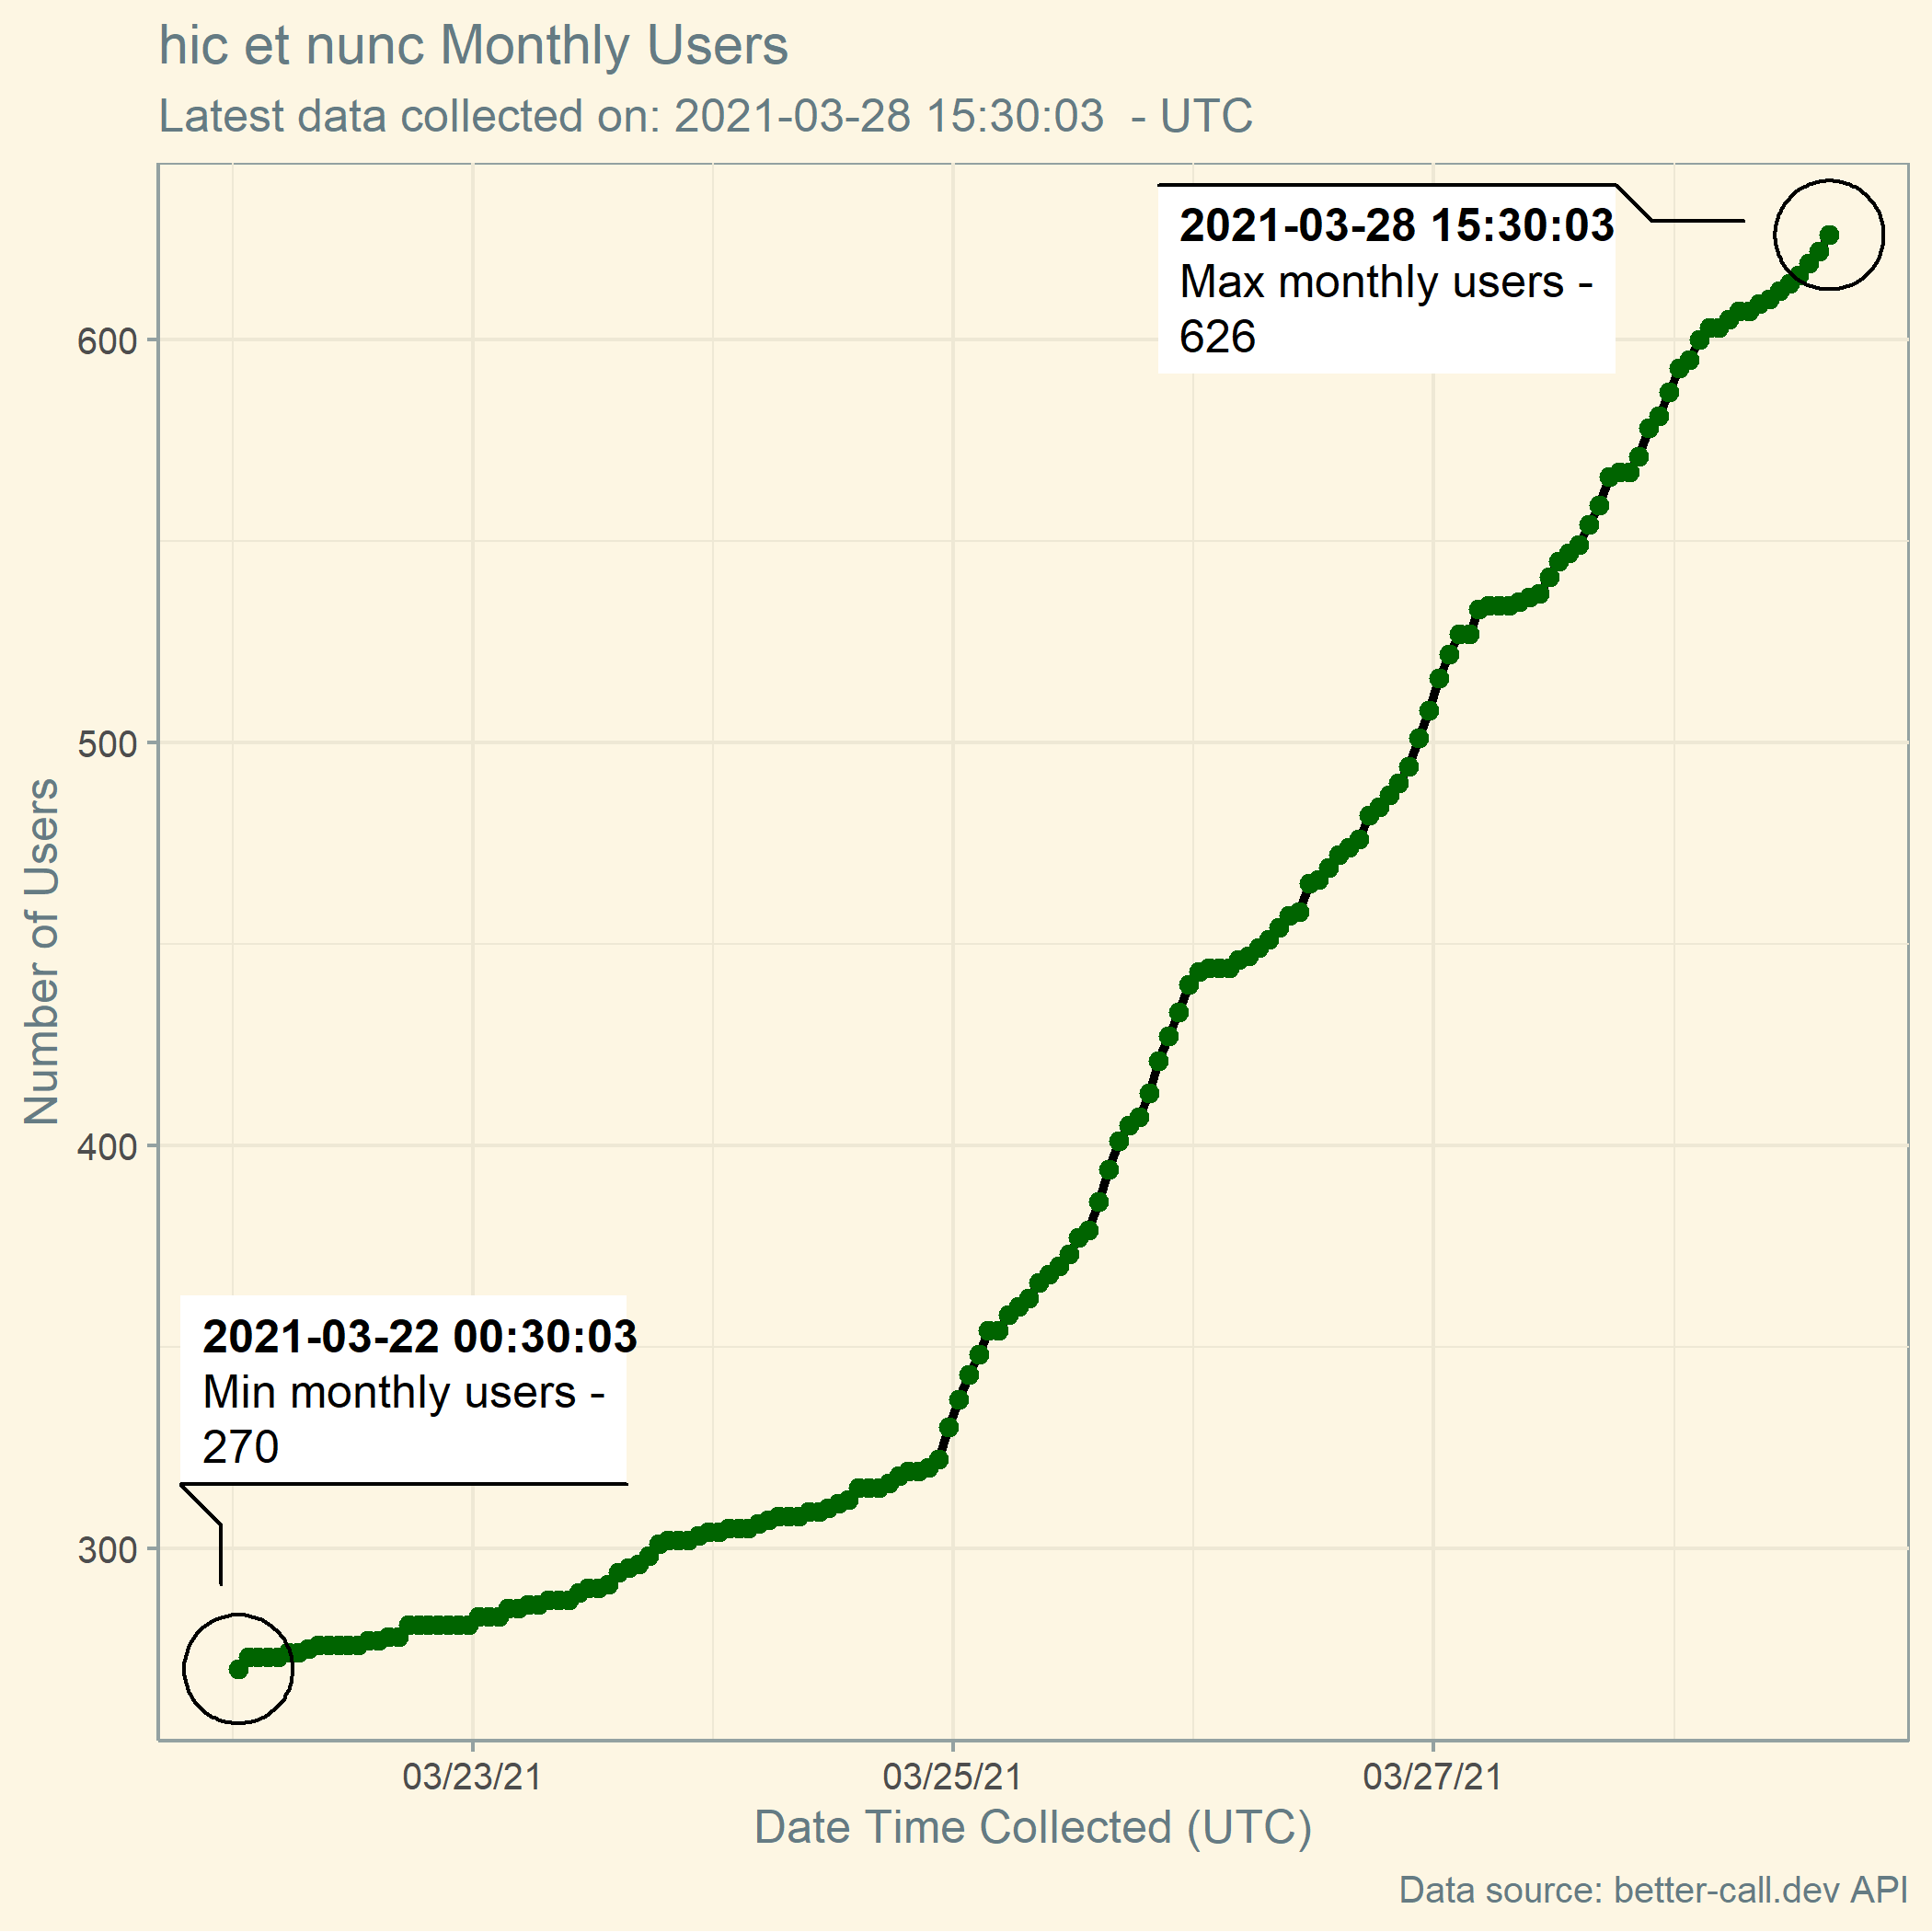 hic et nunc Monthly Users
Latest data collected on: 2021-03-28 15:30:03  - UTC
2021-03-28 15:30:03
Max monthly users -
626
600
500
400
300
Number of Users
2021-03-22 00:30:03
Min monthly users -
270
03/23/21
03/25/21
03/27/21
Date Time Collected (UTC)
Data source: better-call.dev API